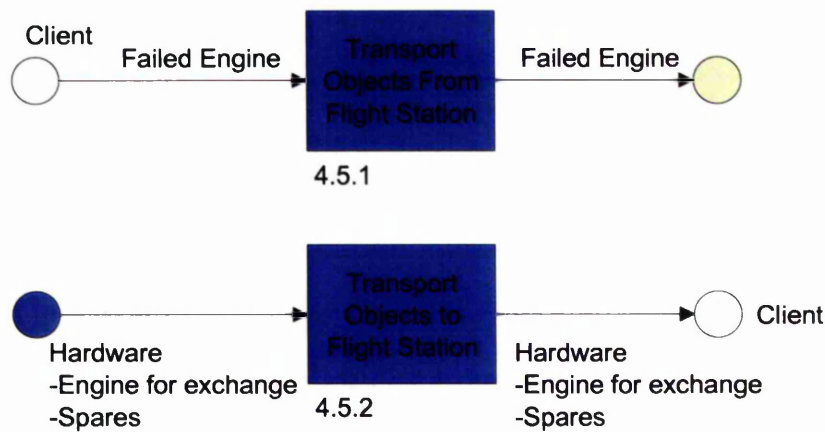 Client
Failed Engine
Transport
Objects From
Flight Station
Failed Engine
4.5.1
Transport
Objects to
Flight Station
Client
Hardware
-Engine for exchange
-Spares
4.5.2
Hardware
-Engine for exchange
-Spares